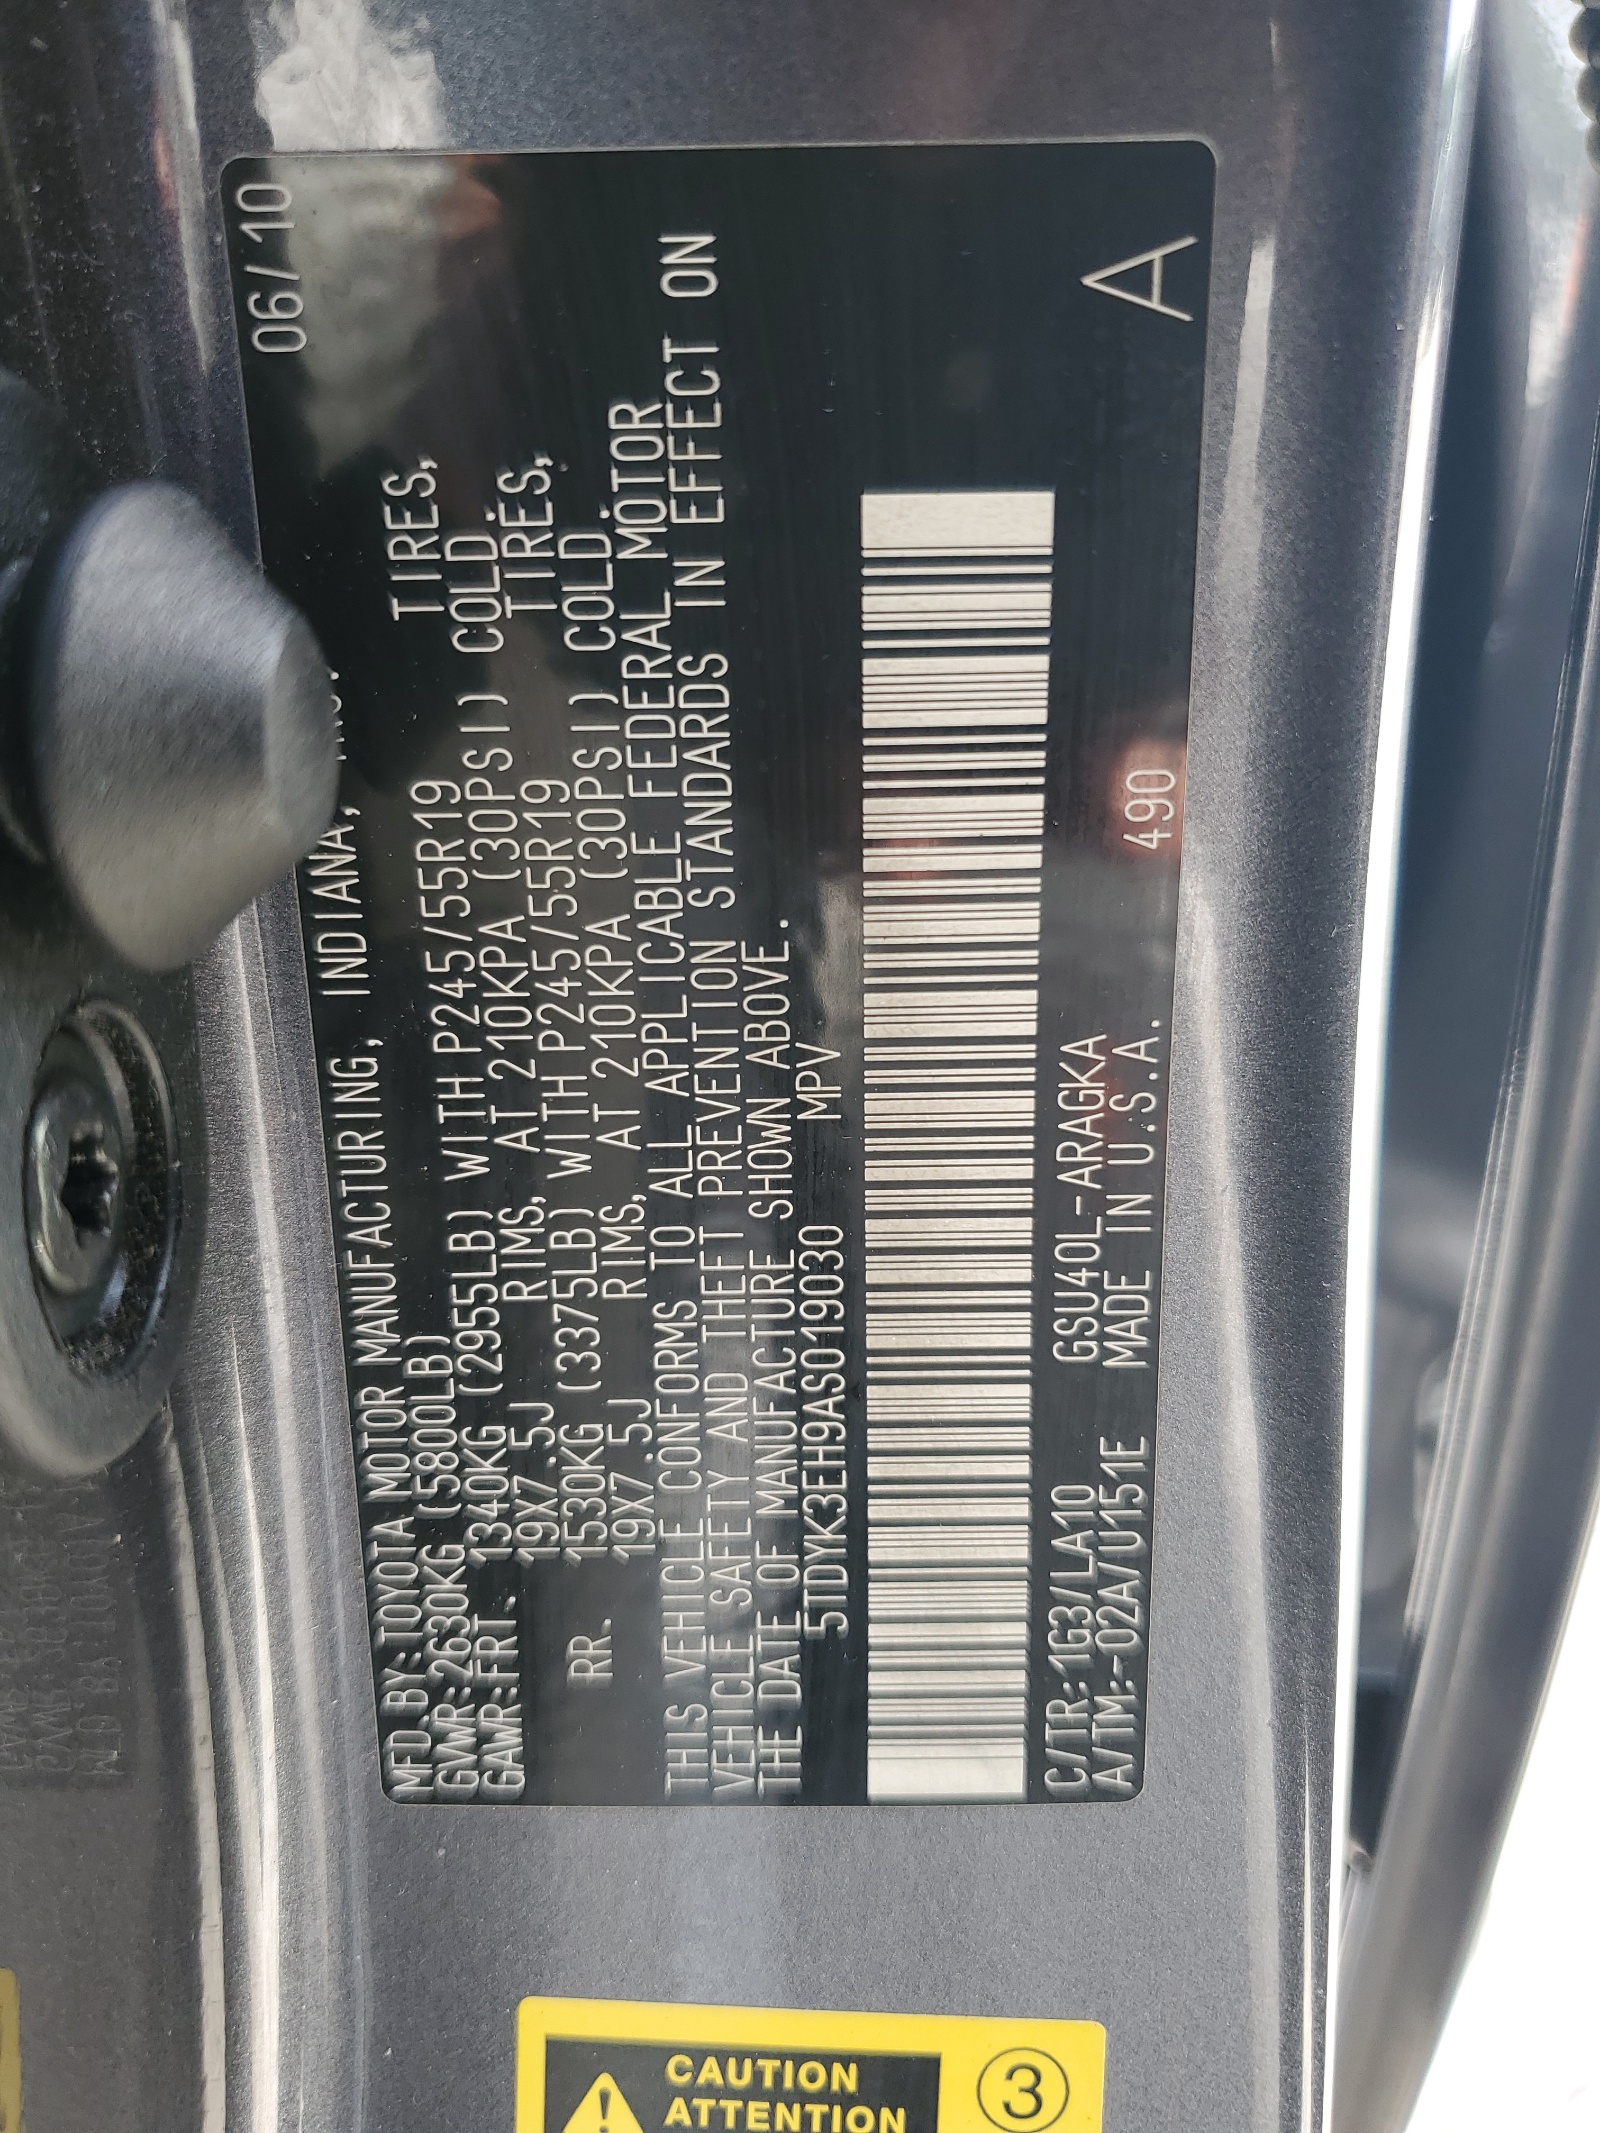 06/10
MFD.BY:TOYOTA MOTOR MANUFACTURING, INDIANA,
GVWR:2630KG (5800LB)
GAWR:FRT. 1340KG (2955LB) WITH P245/55R19 TIRES,
19X7.5J RIMS, AT 210KPA (30PSI) COLD.
RR. 1530KG (3375LB) WITH P245/55R19 TIRES,
19X7.5J RIMS, AT 210KPA (30PSI) COLD.
THIS VEHICLE CONFORMS TO ALL APPLICABLE FEDERAL MOTOR
VEHICLE SAFETY AND THEFT PREVENTION STANDARDS IN EFFECT ON
THE DATE OF MANUFACTURE SHOWN ABOVE.
5TDYK3EH9AS019030 MPV
C/TR:1G3/LA10 GSU40L-ARAGKA
A/TM:-02A/U151E MADE IN U.S.A. 490
A
CAUTION
ATTENTION
3